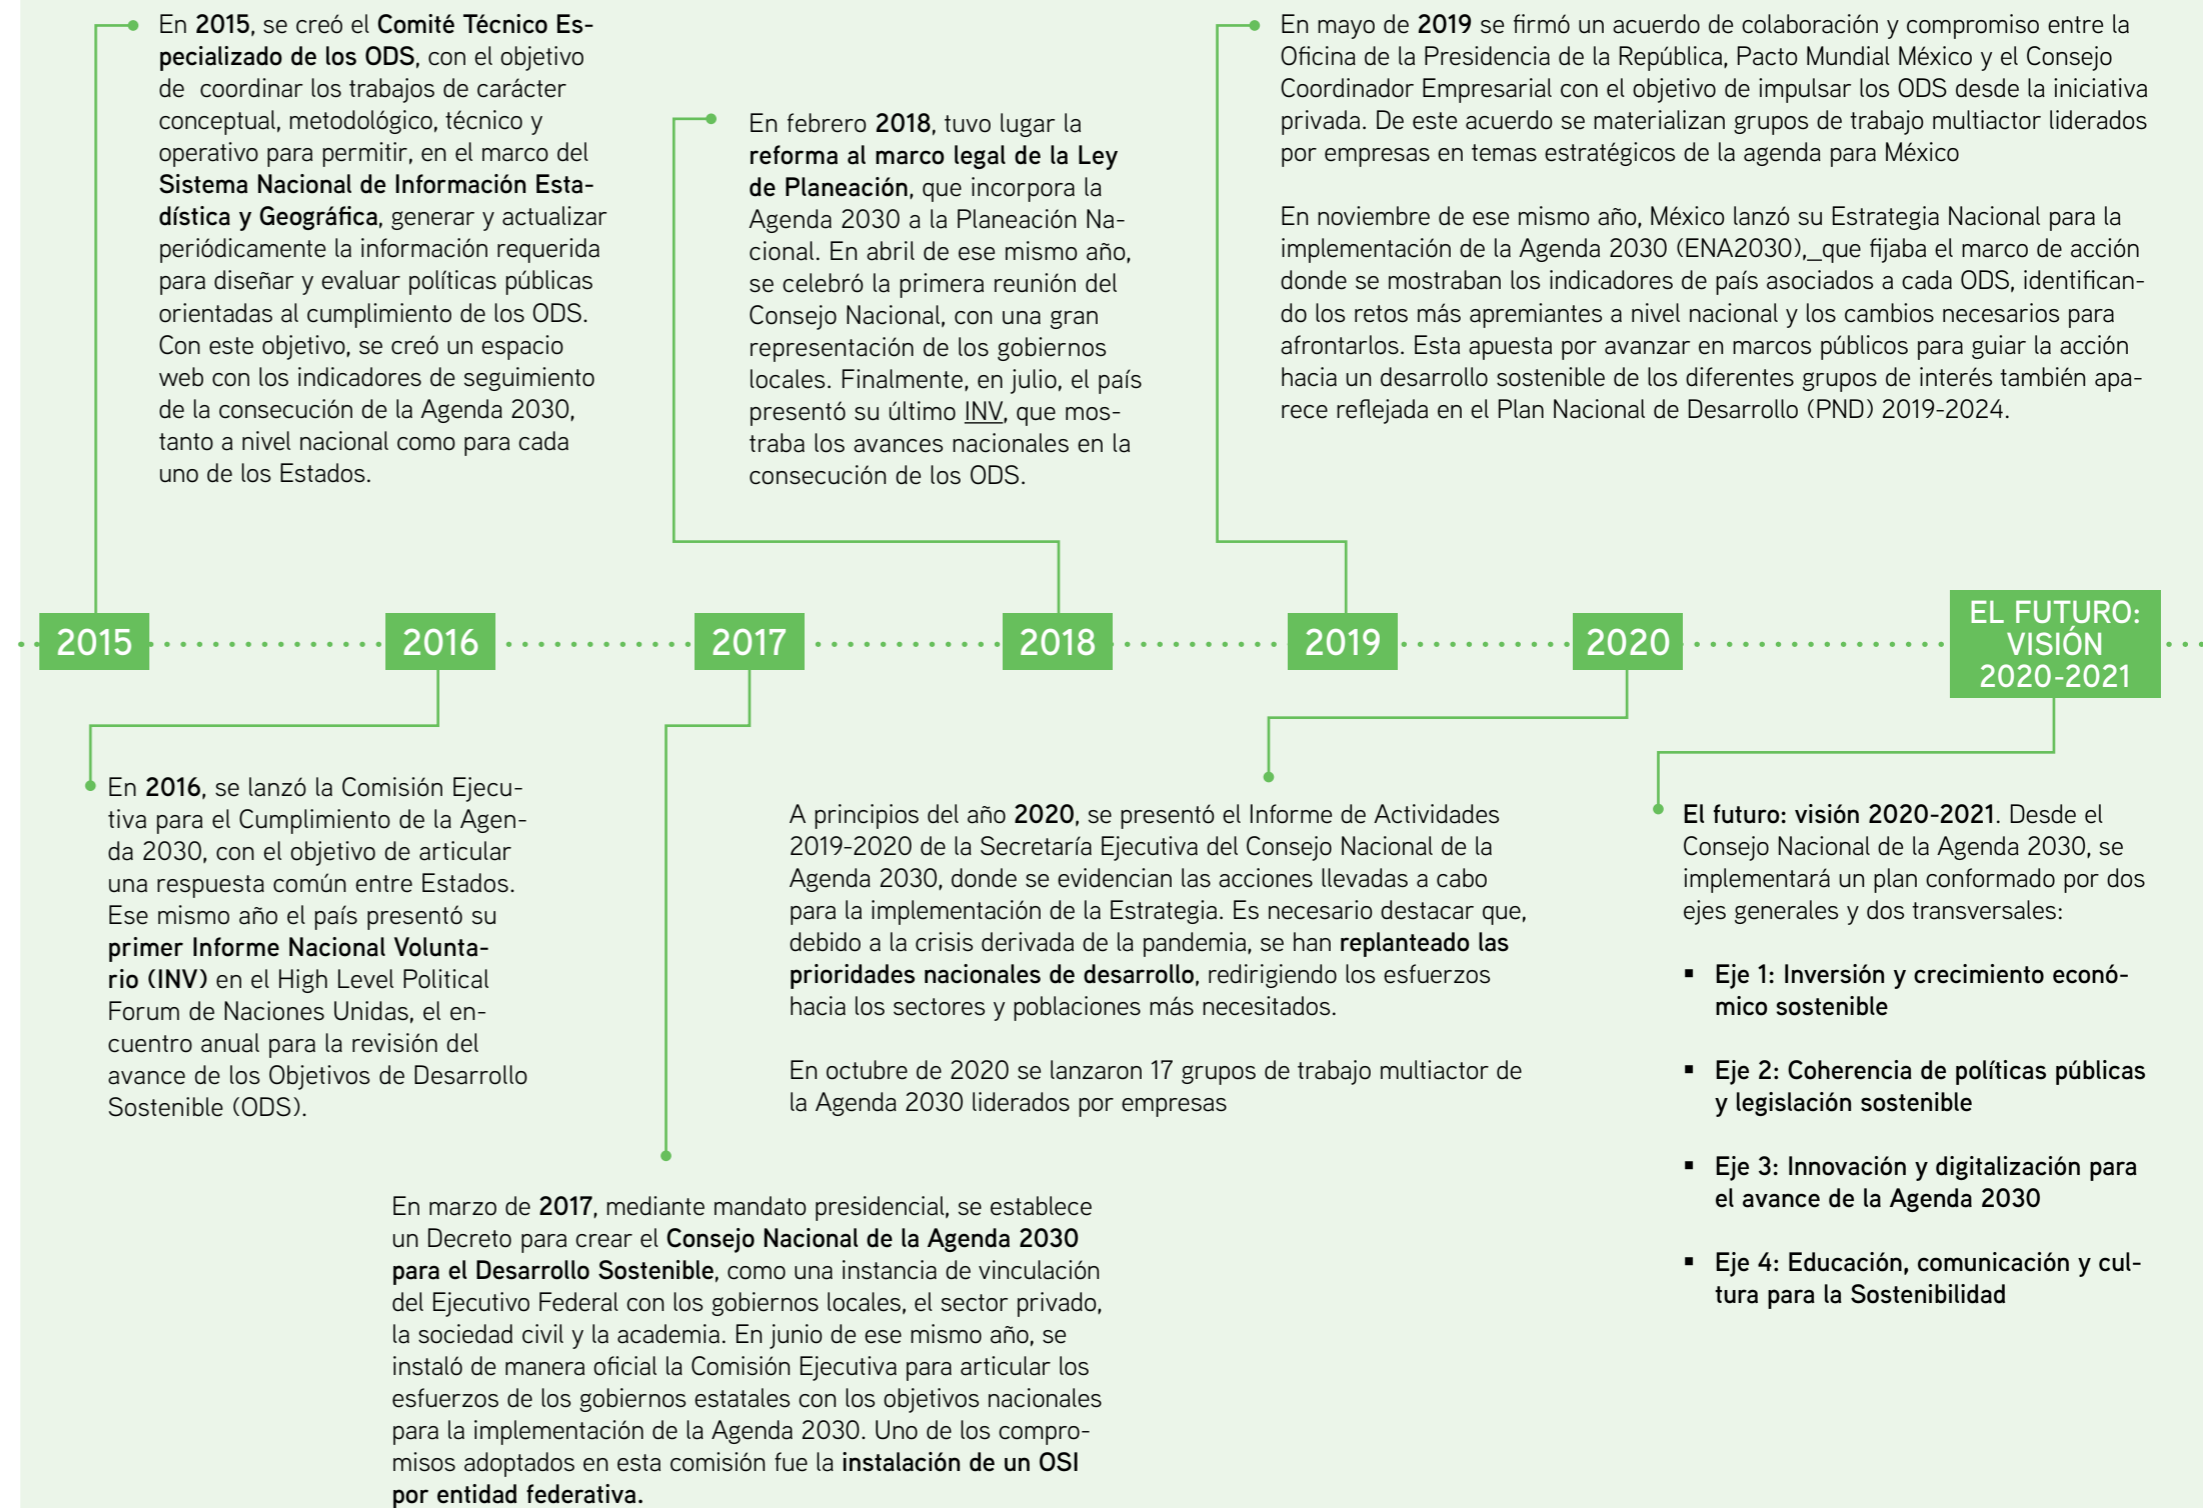 En 2015, se creó el Comité Técnico Es-
pecializado de los ODS, con el objetivo
de coordinar los trabajos de carácter
conceptual, metodológico, técnico y
operativo para permitir, en el marco del
Sistema Nacional de Información Esta-
dística y Geográfica, generar y actualizar
periódicamente la información requerida
para diseñar y evaluar políticas públicas
orientadas al cumplimiento de los ODS.
Con este objetivo, se creó un espacio
web con los indicadores de seguimiento
de la consecución de la Agenda 2030,
tanto a nivel nacional como para cada
uno de los Estados.
En febrero 2018, tuvo lugar la
reforma al marco legal de la Ley
de Planeación, que incorpora la
Agenda 2030 a la Planeación Na-
cional. En abril de ese mismo año,
se celebró la primera reunión del
Consejo Nacional, con una gran
representación de los gobiernos
locales. Finalmente, en julio, el país
presentó su último INV, que mos-
traba los avances nacionales en la
consecución de los ODS.
En mayo de 2019 se firmó un acuerdo de colaboración y compromiso entre la
Oficina de la Presidencia de la República, Pacto Mundial México y el Consejo
Coordinador Empresarial con el objetivo de impulsar los ODS desde la iniciativa
privada. De este acuerdo se materializan grupos de trabajo multiactor liderados
por empresas en temas estratégicos de la agenda para México
En noviembre de ese mismo año, México lanzó su Estrategia Nacional para la
implementación de la Agenda 2030 (ENA2030),_que fijaba el marco de acción
donde se mostraban los indicadores de país asociados a cada ODS, identifican-
do los retos más apremiantes a nivel nacional y los cambios necesarios para
afrontarlos. Esta apuesta por avanzar en marcos públicos para guiar la acción
hacia un desarrollo sostenible de los diferentes grupos de interés también apa-
rece reflejada en el Plan Nacional de Desarrollo (PND) 2019-2024.
2015
2016
2017
2018
2019
2020
EL FUTURO:
VISIÓN
2020-2021
En 2016, se lanzó la Comisión Ejecu-
tiva para el Cumplimiento de la Agen-
da 2030, con el objetivo de articular
una respuesta común entre Estados.
Ese mismo año el país presentó su
primer Informe Nacional Volunta-
rio (INV) en el High Level Political
Forum de Naciones Unidas, el en-
cuentro anual para la revisión del
avance de los Objetivos de Desarrollo
Sostenible (ODS).
En marzo de 2017, mediante mandato presidencial, se establece
un Decreto para crear el Consejo Nacional de la Agenda 2030
para el Desarrollo Sostenible, como una instancia de vinculación
del Ejecutivo Federal con los gobiernos locales, el sector privado,
la sociedad civil y la academia. En junio de ese mismo año, se
instaló de manera oficial la Comisión Ejecutiva para articular los
esfuerzos de los gobiernos estatales con los objetivos nacionales
para la implementación de la Agenda 2030. Uno de los compro-
misos adoptados en esta comisión fue la instalación de un OSI
por entidad federativa.
A principios del año 2020, se presentó el Informe de Actividades
2019-2020 de la Secretaría Ejecutiva del Consejo Nacional de la
Agenda 2030, donde se evidencian las acciones llevadas a cabo
para la implementación de la Estrategia. Es necesario destacar que,
debido a la crisis derivada de la pandemia, se han replanteado las
prioridades nacionales de desarrollo, redirigiendo los esfuerzos
hacia los sectores y poblaciones más necesitados.
En octubre de 2020 se lanzaron 17 grupos de trabajo multiactor de
la Agenda 2030 liderados por empresas
El futuro: visión 2020-2021. Desde el
Consejo Nacional de la Agenda 2030, se
implementará un plan conformado por dos
ejes generales y dos transversales:
▪ Eje 1: Inversión y crecimiento econó-
mico sostenible
▪ Eje 2: Coherencia de políticas públicas
y legislación sostenible
▪ Eje 3: Innovación y digitalización para
el avance de la Agenda 2030
▪ Eje 4: Educación, comunicación y cul-
tura para la Sostenibilidad